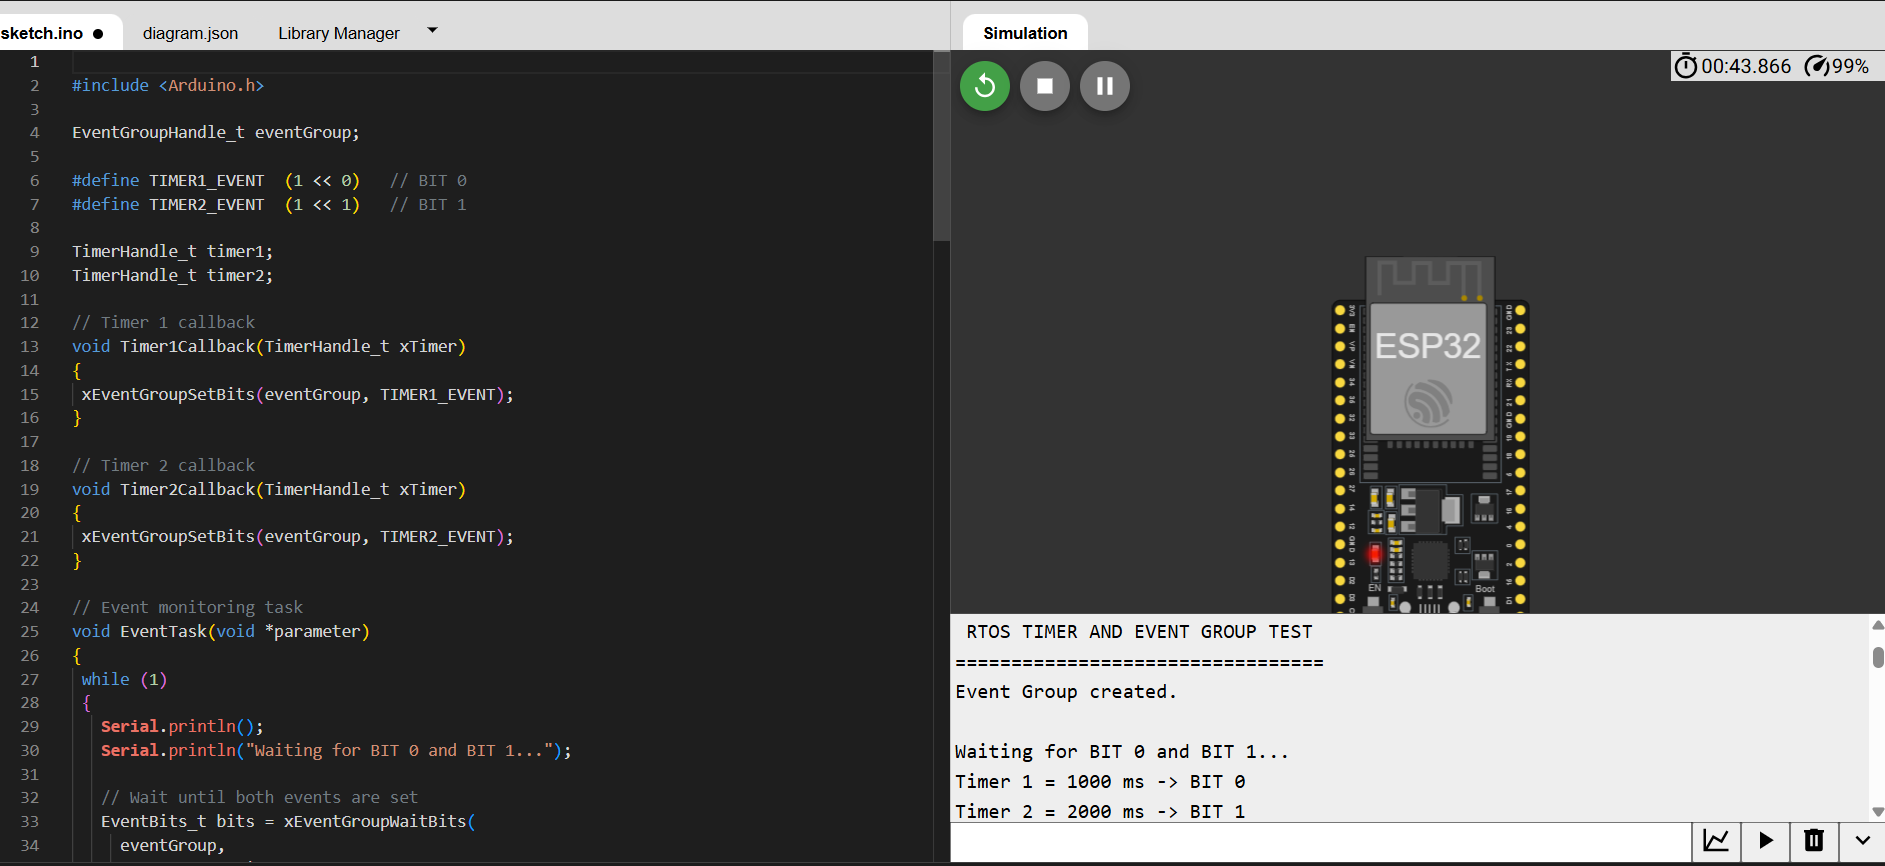 sketch.ino ●
diagram.json
Library Manager
1
2 #include <Arduino.h>
3
4 EventGroupHandle_t eventGroup;
5
6 #define TIMER1_EVENT  (1 << 0)   // BIT 0
7 #define TIMER2_EVENT  (1 << 1)   // BIT 1
8
9 TimerHandle_t timer1;
10 TimerHandle_t timer2;
11
12 // Timer 1 callback
13 void Timer1Callback(TimerHandle_t xTimer)
14 {
15  xEventGroupSetBits(eventGroup, TIMER1_EVENT);
16 }
17
18 // Timer 2 callback
19 void Timer2Callback(TimerHandle_t xTimer)
20 {
21  xEventGroupSetBits(eventGroup, TIMER2_EVENT);
22 }
23
24 // Event monitoring task
25 void EventTask(void *parameter)
26 {
27  while (1)
28  {
29    Serial.println();
30    Serial.println("Waiting for BIT 0 and BIT 1...");
31
32    // Wait until both events are set
33    EventBits_t bits = xEventGroupWaitBits(
34      eventGroup,
Simulation
00:43.866 99%
ESP32
EN
Boot
RTOS TIMER AND EVENT GROUP TEST
=================================
Event Group created.
Waiting for BIT 0 and BIT 1...
Timer 1 = 1000 ms -> BIT 0
Timer 2 = 2000 ms -> BIT 1